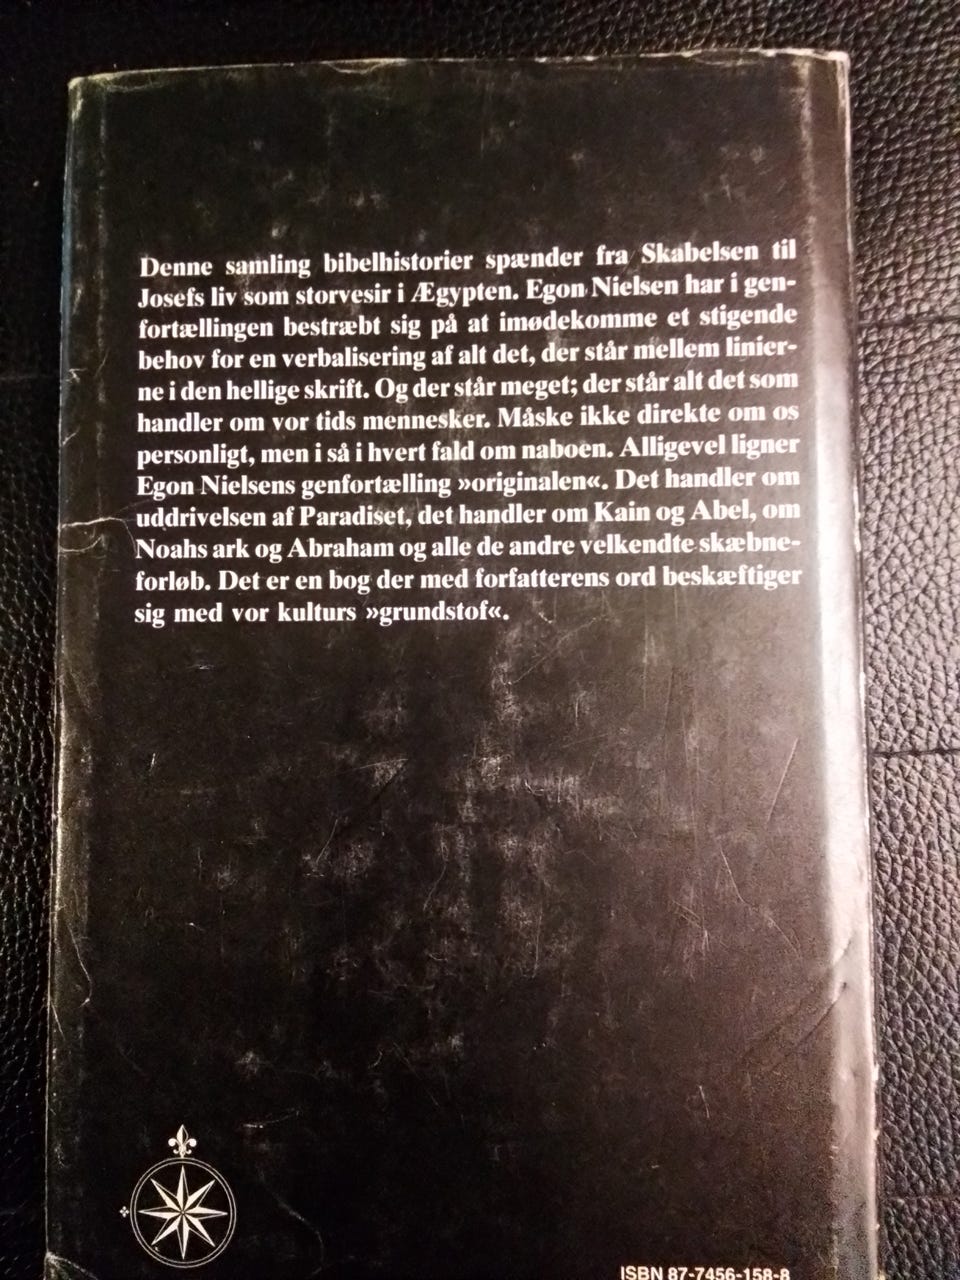 Denne samling bibelhistorier spænder fra Skabelsen til
Josefs liv som storvesir i Ægypten. Egon Nielsen har i gen-
fortællingen bestræbt sig på at imødekomme et stigende
behov for en verbalisering af alt det, der står mellem linier-
ne i den hellige skrift. Og der står meget; der står alt det som
handler om vor tids mennesker. Måske ikke direkte om os
personligt, men i så i hvert fald om naboen. Alligevel ligner
Egon Nielsens genfortælling »originalen«. Det handler om
uddrivelsen af Paradiset, det handler om Kain og Abel, om
Noahs ark og Abraham og alle de andre velkendte skæbne-
forløb. Det er en bog der med forfatterens ord beskæftiger
sig med vor kulturs »grundstof«.
ISBN 87-7456-158-8